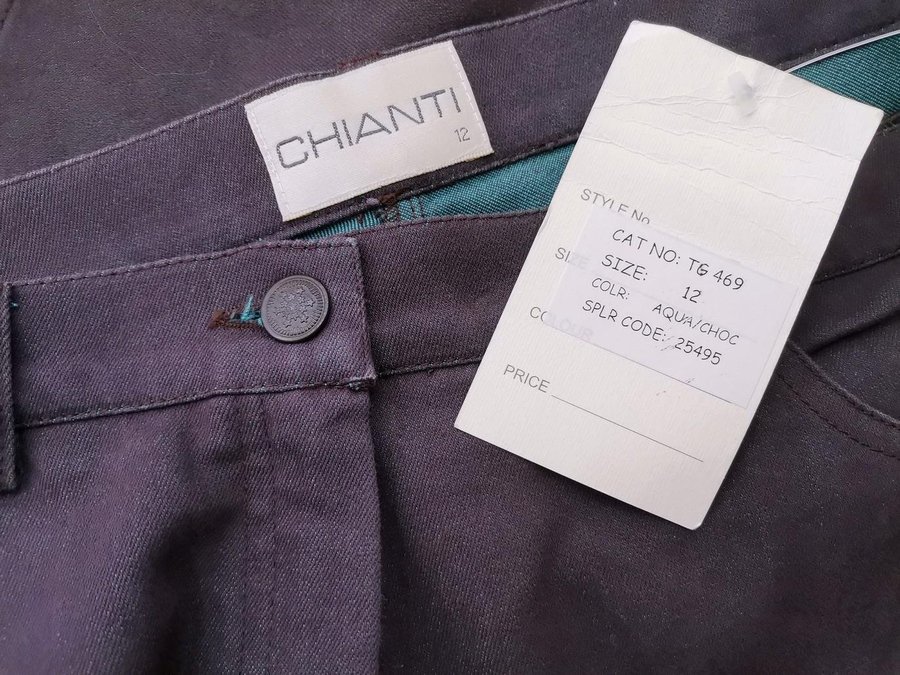 CHIANTI
12
STYLE No
SIZE
COLOUR
CAT NO: TG 469
SIZE: 12
COLR: AQUA/CHOC
SPLR CODE: 25495
PRICE